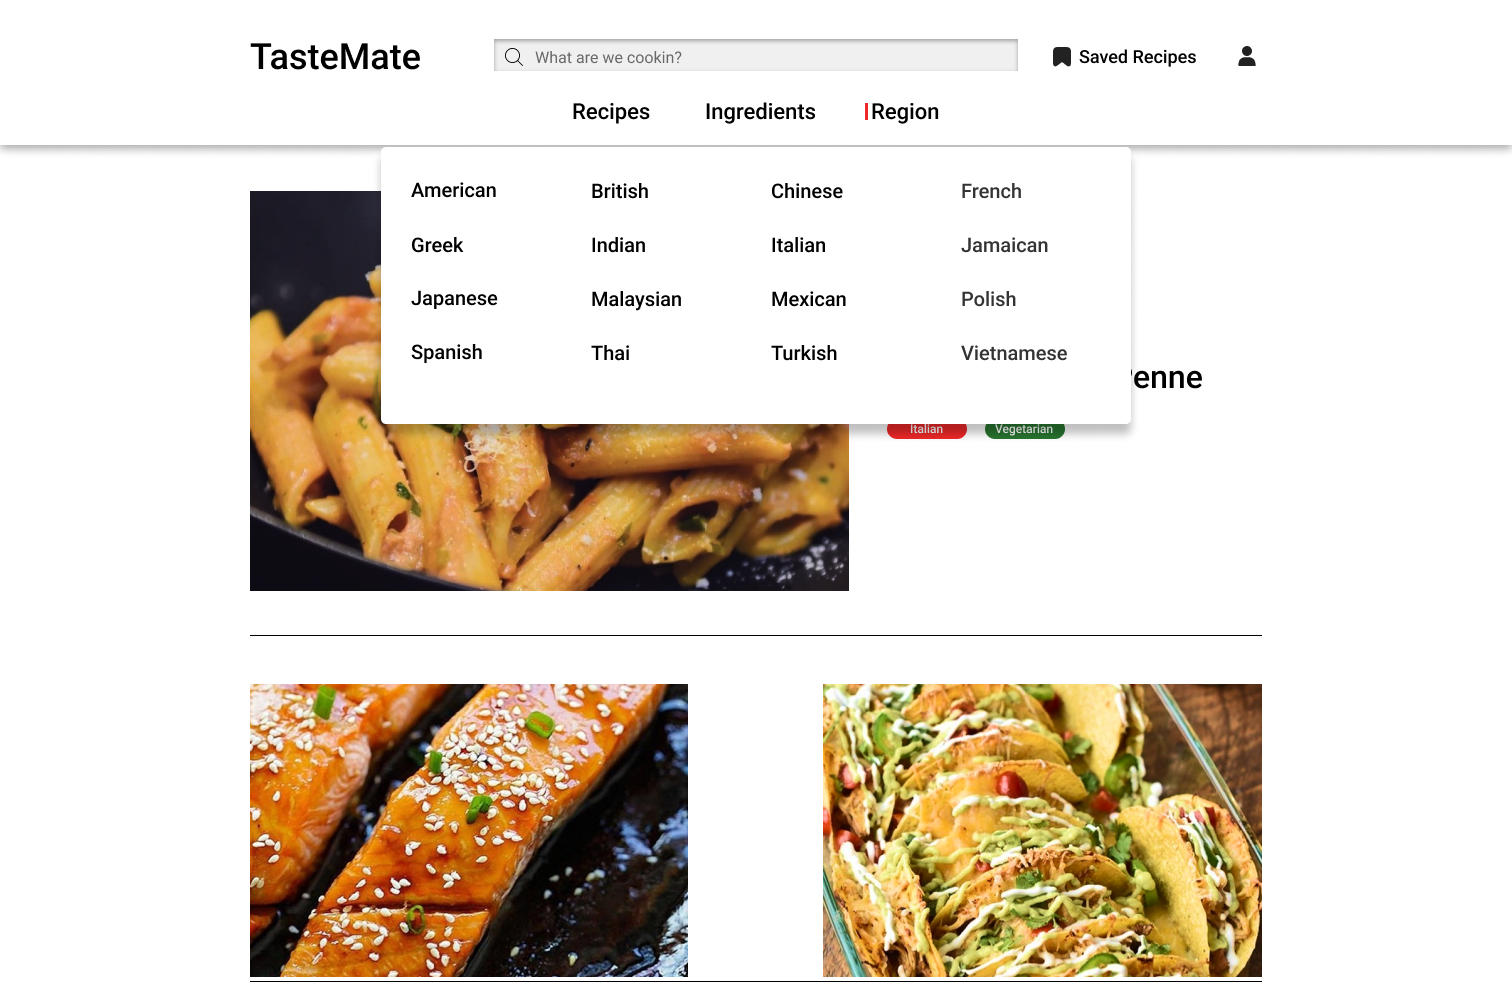 TasteMate
What are we cookin?
Saved Recipes
Recipes Ingredients Region
American British Chinese French
Greek Indian Italian Jamaican
Japanese Malaysian Mexican Polish
Spanish Thai Turkish Vietnamese
enne
Italian Vegetarian